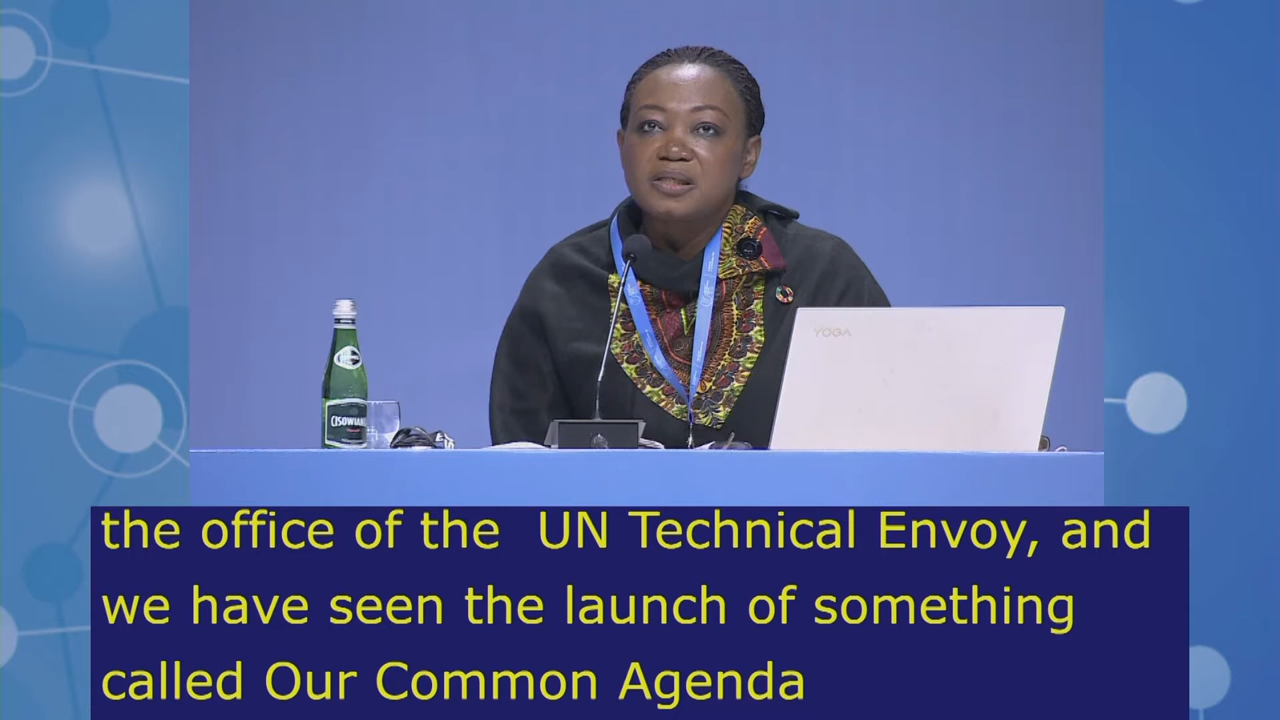 YOGA
the office of the UN Technical Envoy, and
we have seen the launch of something
called Our Common Agenda